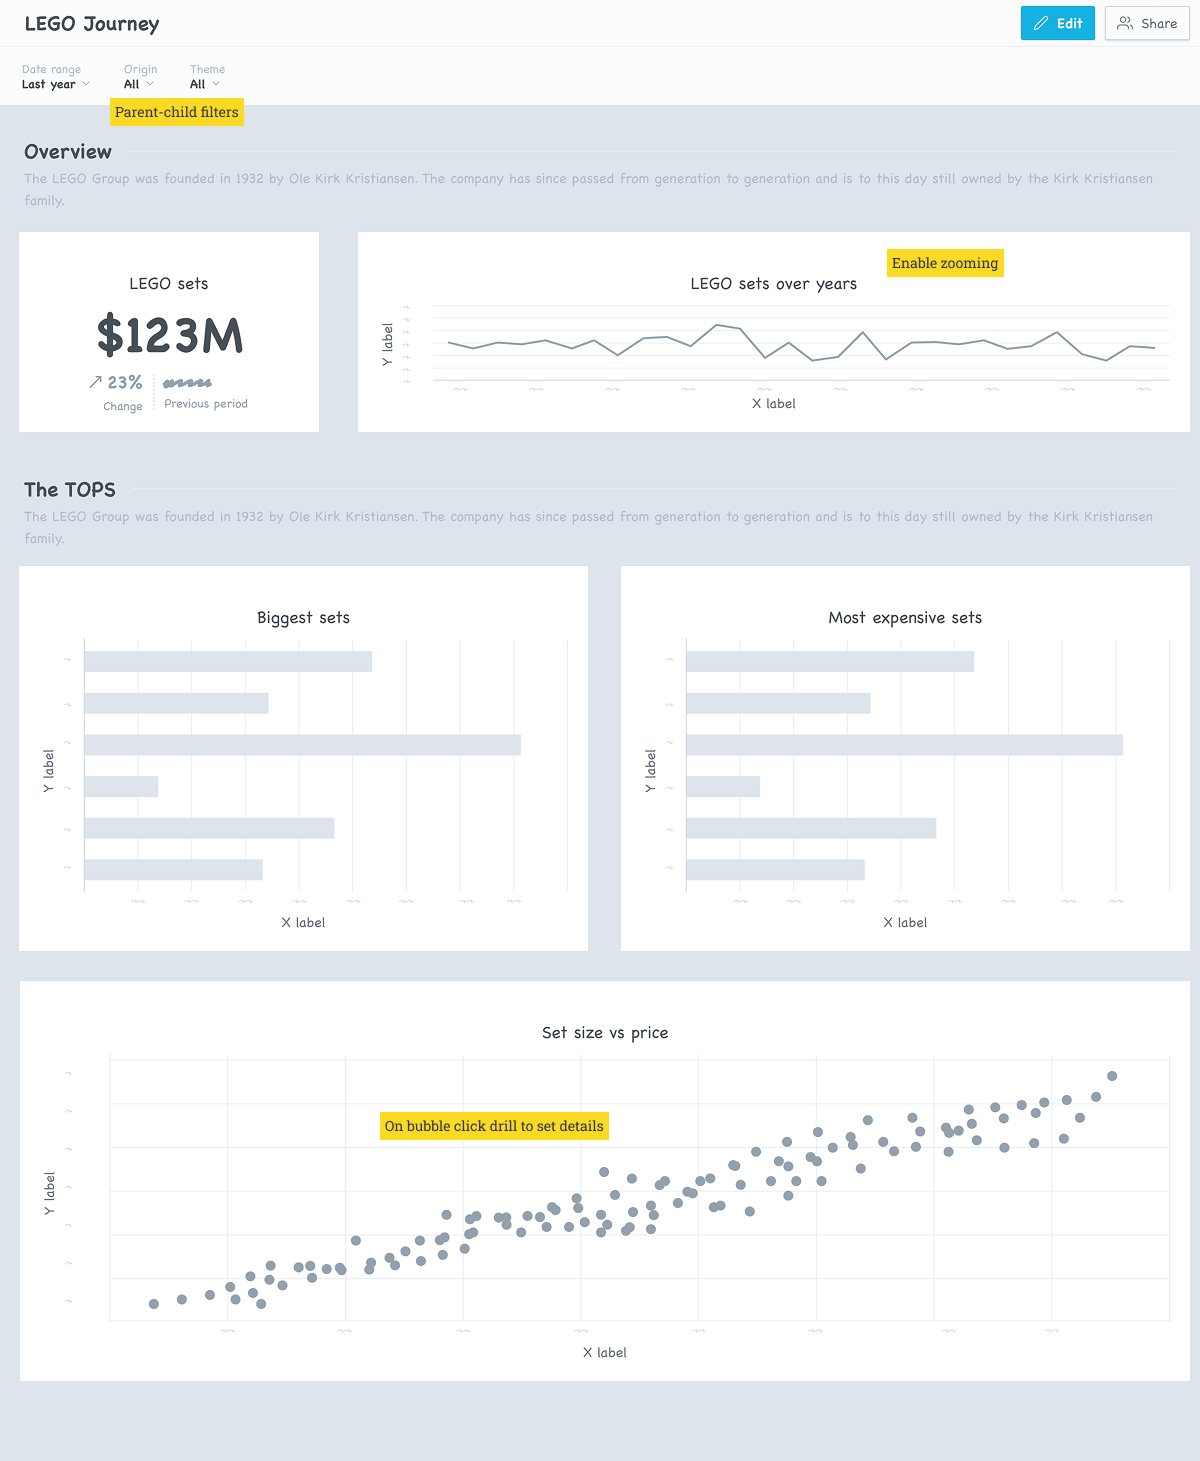 LEGO Journey
Edit
Share
Date range
Origin
Theme
Last year
All
All
Parent-child filters
Overview
The LEGO Group was founded in 1932 by Ole Kirk Kristiansen. The company has since passed from generation to generation and is to this day still owned by the Kirk Kristiansen
family.
LEGO sets
$123M
23%
Change
Previous period
Enable zooming
LEGO sets over years
Y label
X label
The TOPS
The LEGO Group was founded in 1932 by Ole Kirk Kristiansen. The company has since passed from generation to generation and is to this day still owned by the Kirk Kristiansen
family.
Biggest sets
Y label
X label
Most expensive sets
Y label
X label
Set size vs price
On bubble click drill to set details
Y label
X label